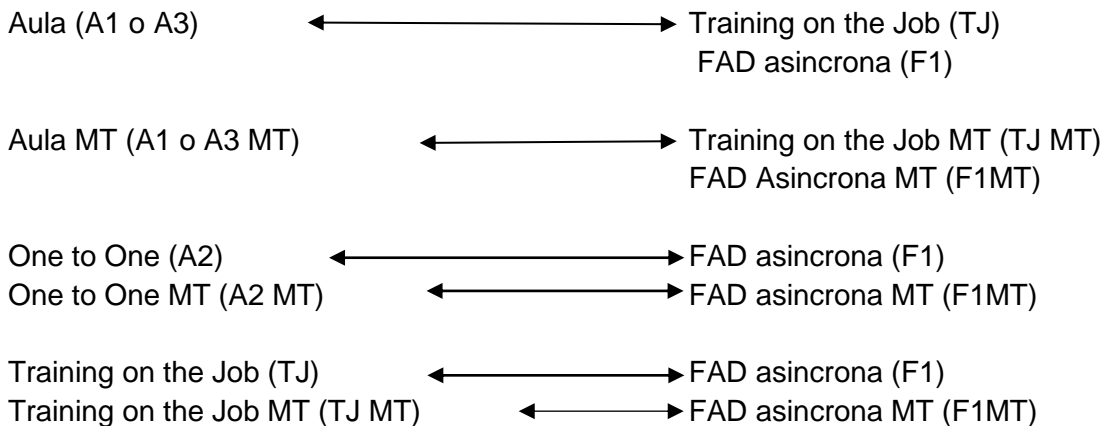 Aula (A1 o A3) Training on the Job (TJ)
FAD asincrona (F1)
Aula MT (A1 o A3 MT) Training on the Job MT (TJ MT)
FAD Asincrona MT (F1MT)
One to One (A2) FAD asincrona (F1)
One to One MT (A2 MT) FAD asincrona MT (F1MT)
Training on the Job (TJ) FAD asincrona (F1)
Training on the Job MT (TJ MT) FAD asincrona MT (F1MT)